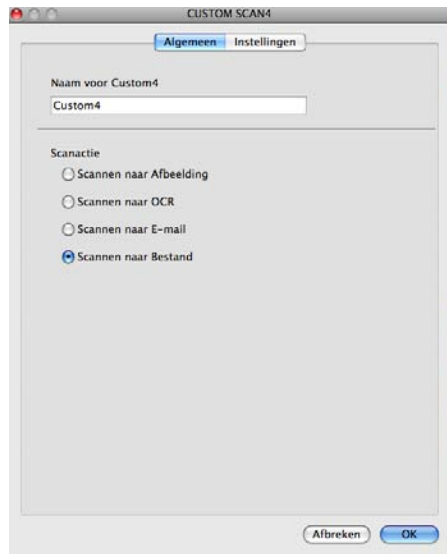 CUSTOM SCAN4
Algemeen Instellingen
Naam voor Custom4
Custom4
Scanactie
Scannen naar Afbeelding
Scannen naar OCR
Scannen naar E-mail
Scannen naar Bestand
Afbreken OK